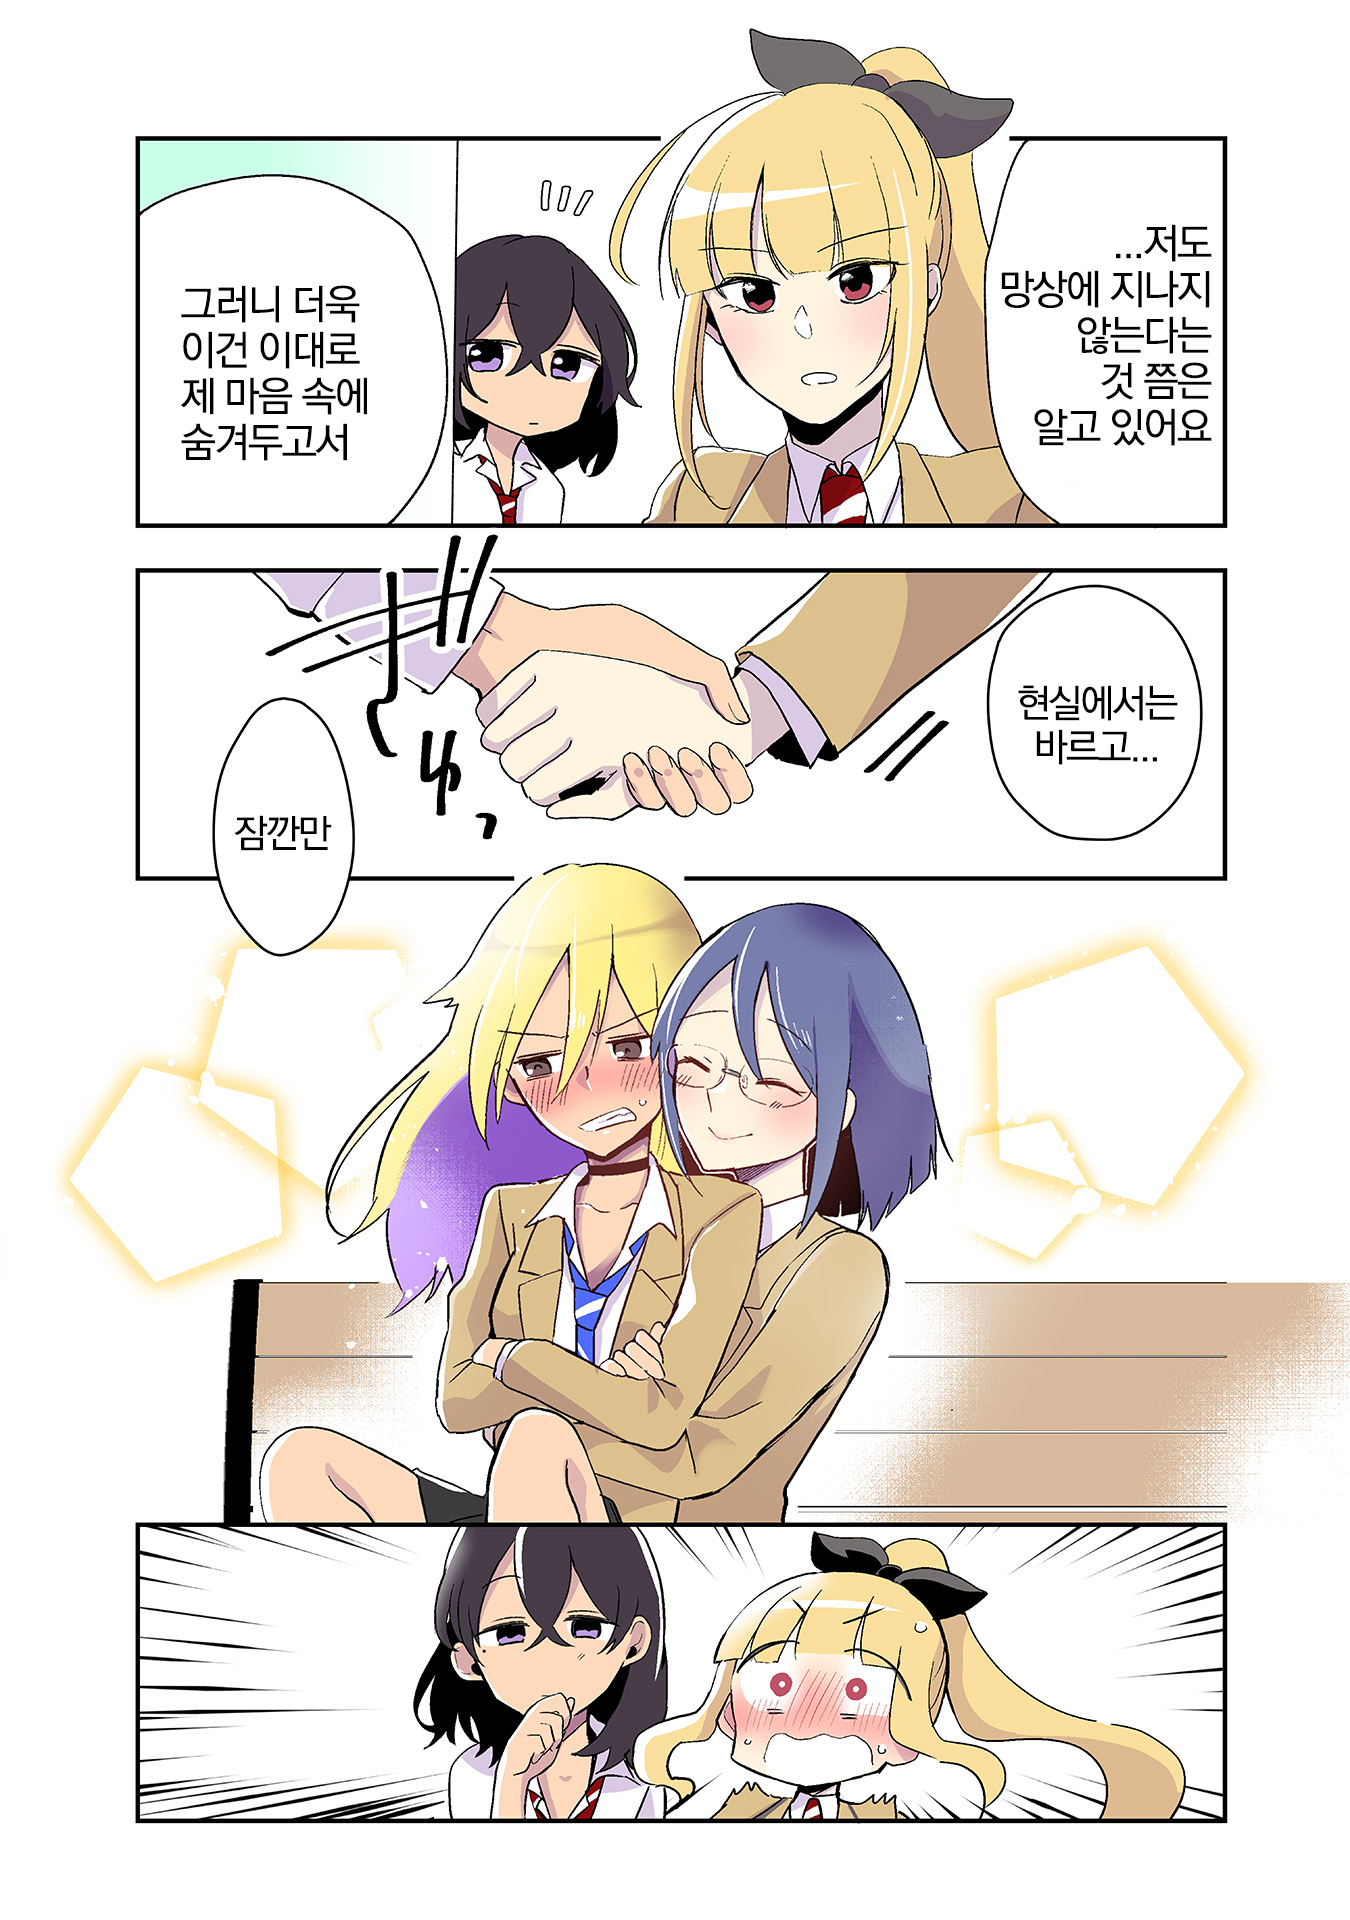 ...저도
망상에 지나지
않는다는
것 쯤은
알고 있어요
그러니 더욱
이건 이대로
제 마음 속에
숨겨두고서
현실에서는
바르고...
잠깐만